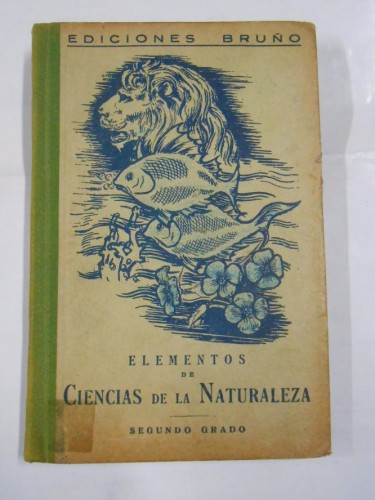 EDICIONES BRUÑO
ELEMENTOS
DE
CIENCIAS DE LA NATURALEZA
SEGUNDO GRADO